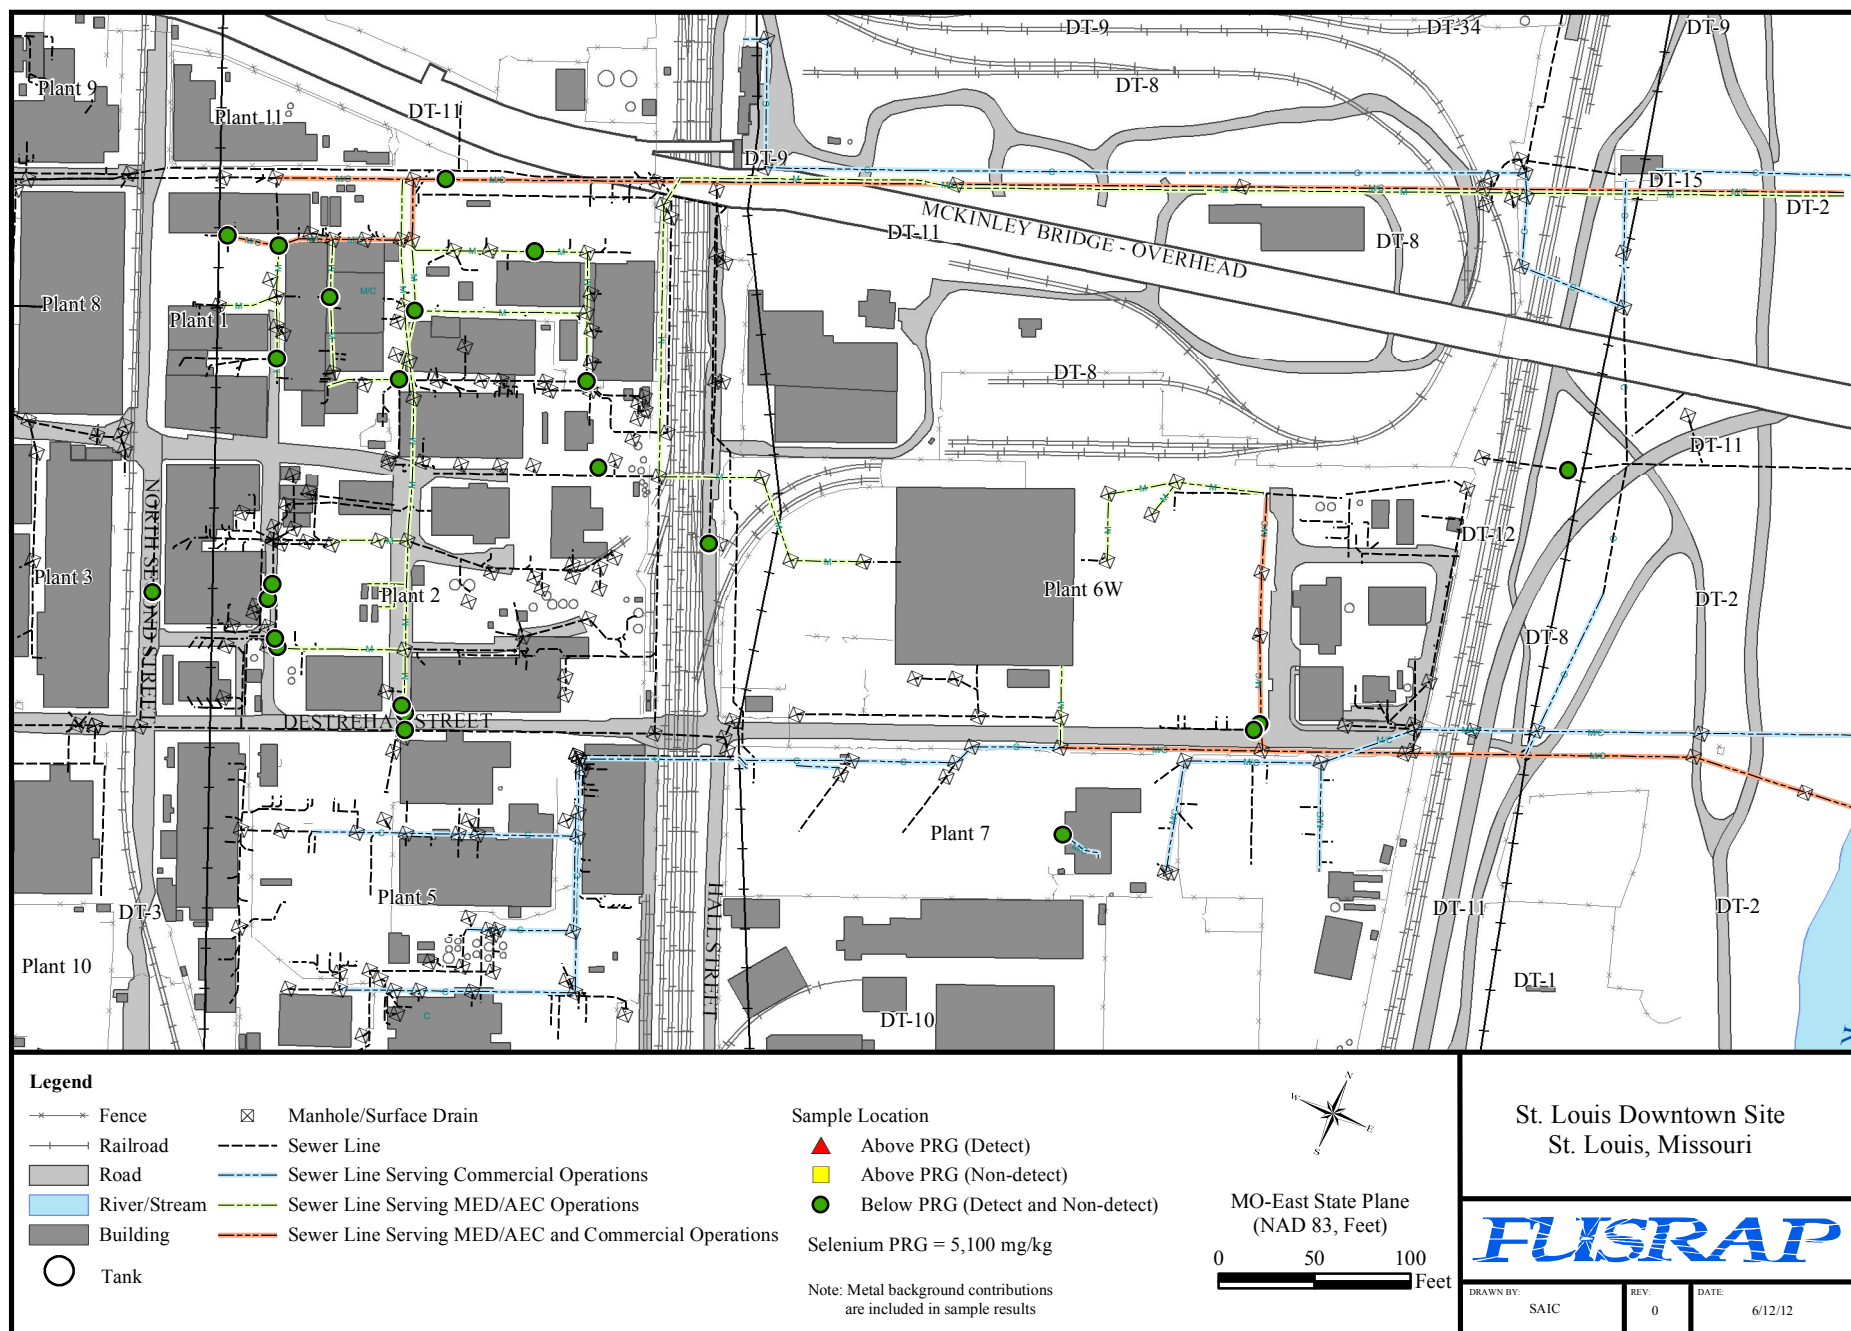 DT-9
DT-34
DT-9
Plant 9
DT-8
Plant 11
DT-11
DT-9
DT-15
DT-2
MCKINLEY BRIDGE - OVERHEAD
DT-11
DT-8
Plant 8
Plant 1
DT-8
DT-11
NORTH SECOND STREET
DT-12
Plant 3
Plant 2
Plant 6W
DT-2
DT-8
DESTREHAN STREET
Plant 7
Plant 5
DT-3
HALL STREET
DT-11
DT-2
Plant 10
DT-1
DT-10
Legend
Fence
Railroad
Road
River/Stream
Building
Tank
Manhole/Surface Drain
Sewer Line
Sewer Line Serving Commercial Operations
Sewer Line Serving MED/AEC Operations
Sewer Line Serving MED/AEC and Commercial Operations
Sample Location
Above PRG (Detect)
Above PRG (Non-detect)
Below PRG (Detect and Non-detect)
Selenium PRG = 5,100 mg/kg
Note: Metal background contributions
are included in sample results
N
W
E
S
MO-East State Plane
(NAD 83, Feet)
0 50 100
Feet
St. Louis Downtown Site
St. Louis, Missouri
FUSRAP
DRAWN BY:
SAIC
REV:
0
DATE:
6/12/12